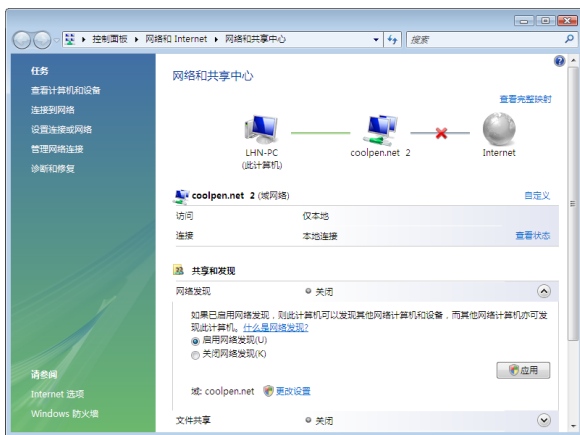 控制面板 ▸ 网络和 Internet ▸ 网络和共享中心
搜索
任务
查看计算机和设备
连接到网络
设置连接或网络
管理网络连接
诊断和修复
请参阅
Internet 选项
Windows 防火墙
网络和共享中心
查看完整映射
LHN-PC
(此计算机)
coolpen.net 2
Internet
coolpen.net 2 (域网络)
自定义
访问 仅本地
连接 本地连接 查看状态
共享和发现
网络发现 关闭
如果已启用网络发现，则此计算机可以发现其他网络计算机和设备，而其他网络计算机亦可发
现此计算机。什么是网络发现?
启用网络发现(U)
关闭网络发现(K)
应用
域: coolpen.net 更改设置
文件共享 关闭